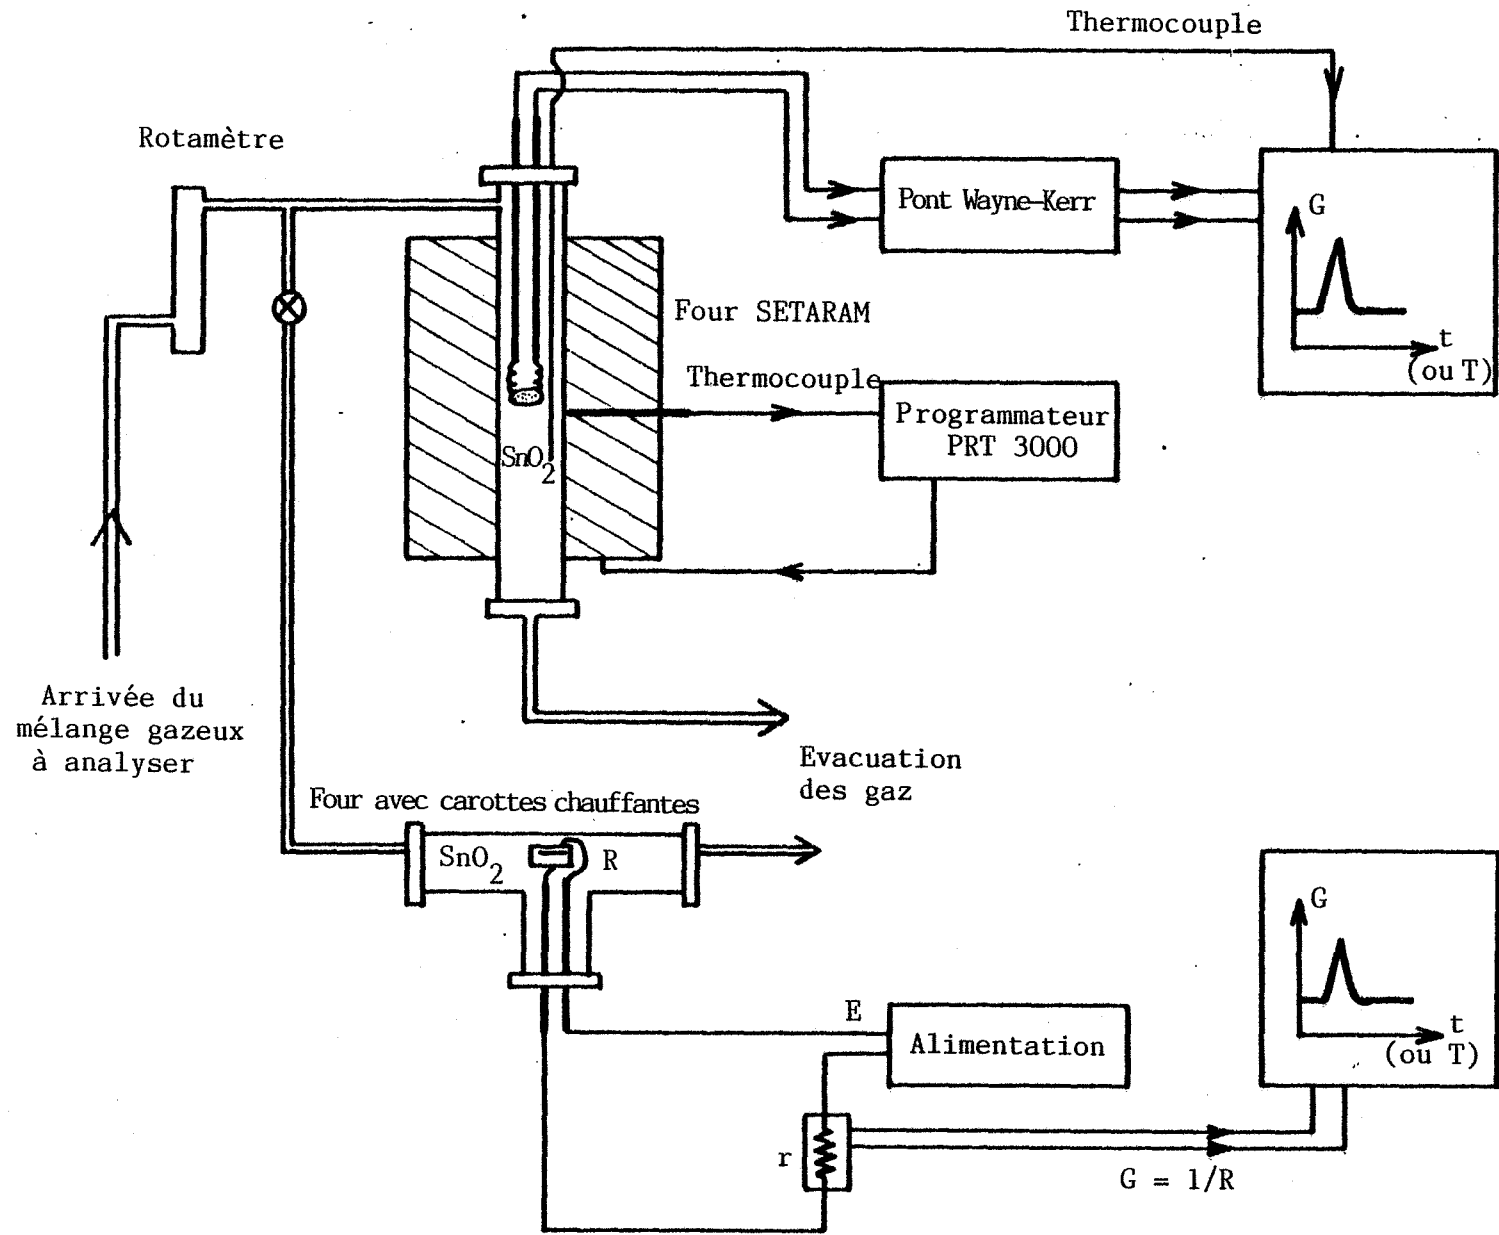 Thermocouple
Rotamètre
Pont Wayne-Kerr
G
t
(ou T)
Four SETARAM
Thermocouple
Programmateur
PRT 3000
SnO2
Arrivée du
mélange gazeux
à analyser
Evacuation
des gaz
Four avec carottes chauffantes
SnO2
R
G
t
(ou T)
E
Alimentation
r
G = 1/R